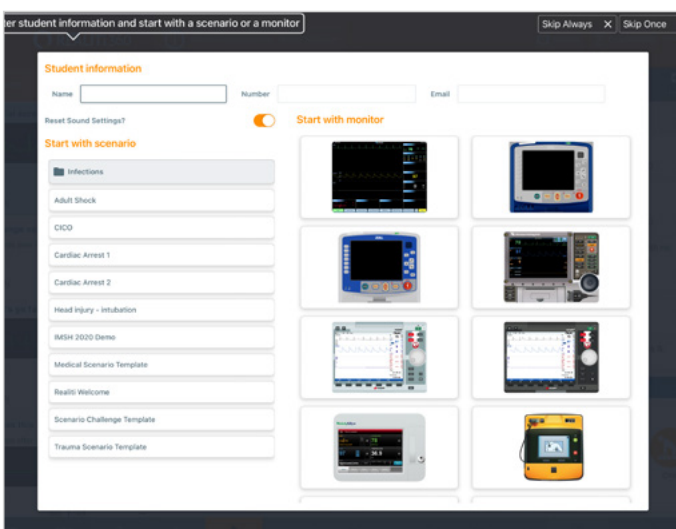 ter student information and start with a scenario or a monitor
Skip Always X Skip Once
Student information
Name Number Email
Reset Sound Settings?
Start with monitor
Start with scenario
Infections
Adult Shock
CICO
Cardiac Arrest 1
Cardiac Arrest 2
Head injury - intubation
IMSH 2020 Demo
Medical Scenario Template
Realiti Welcome
Scenario Challenge Template
Trauma Scenario Template